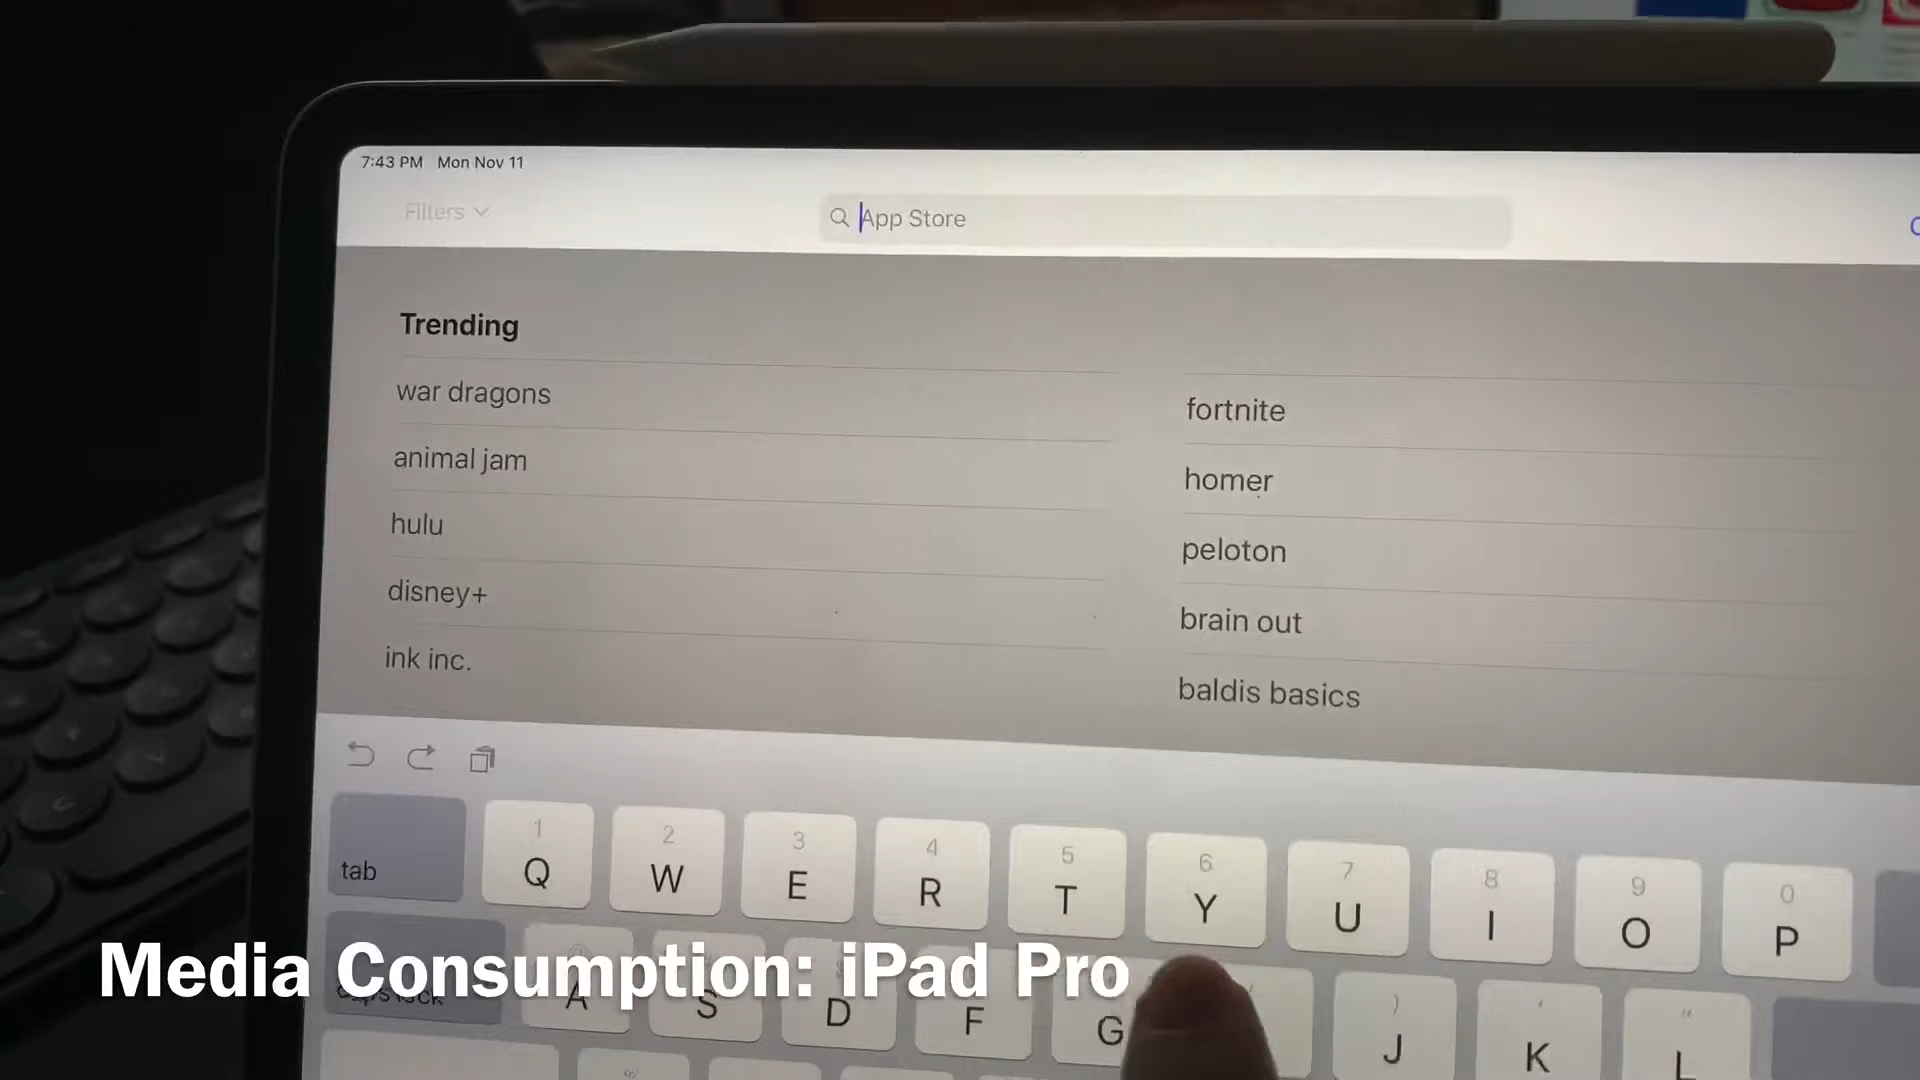 7:43 PM Mon Nov 11
Filters
App Store
Trending
war dragons
fortnite
animal jam
homer
hulu
peloton
disney+
brain out
ink inc.
baldis basics
1 2 3 4 5 6 7 8 9 0
tab Q W E R T Y U I O P
Media Consumption: iPad Pro
A S D F G J K L